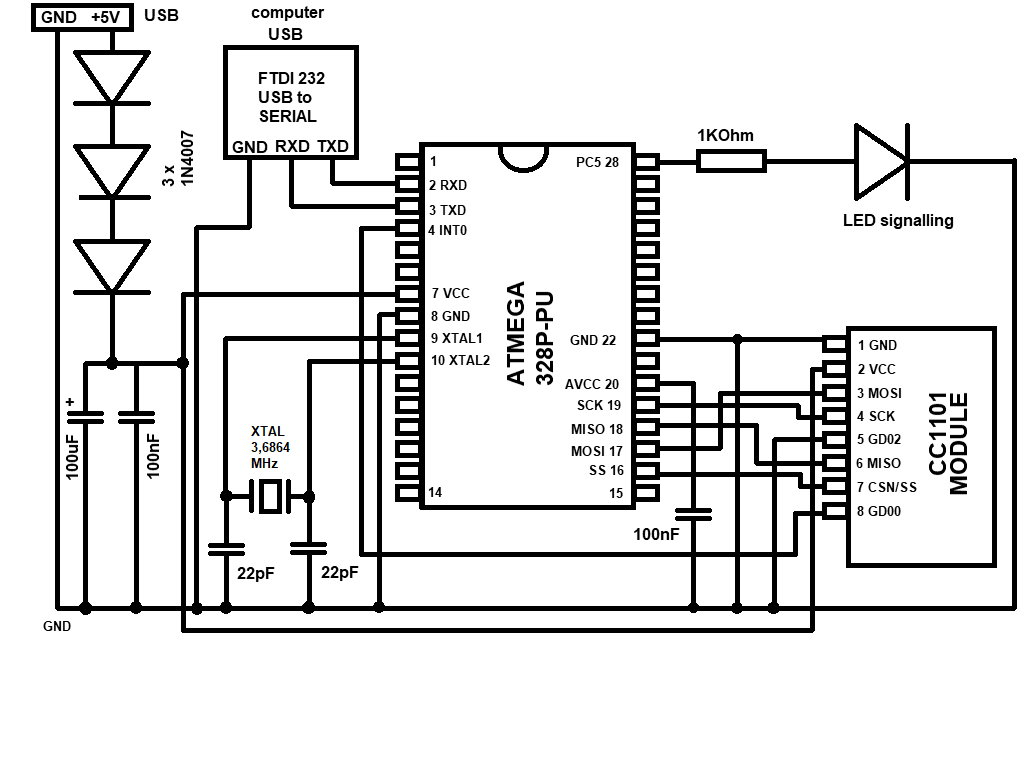 GND +5V USB
computer
USB
FTDI 232
USB to
SERIAL
GND RXD TXD
3 x
1N4007
1
2 RXD
3 TXD
4 INT0
7 VCC
8 GND
9 XTAL1
10 XTAL2
14
ATMEGA
328P-PU
PC5 28
GND 22
AVCC 20
SCK 19
MISO 18
MOSI 17
SS 16
15
1KOhm
LED signalling
1 GND
2 VCC
3 MOSI
4 SCK
5 GD02
6 MISO
7 CSN/SS
8 GD00
CC1101
MODULE
+
100uF
100nF
XTAL
3,6864
MHz
22pF
22pF
100nF
GND